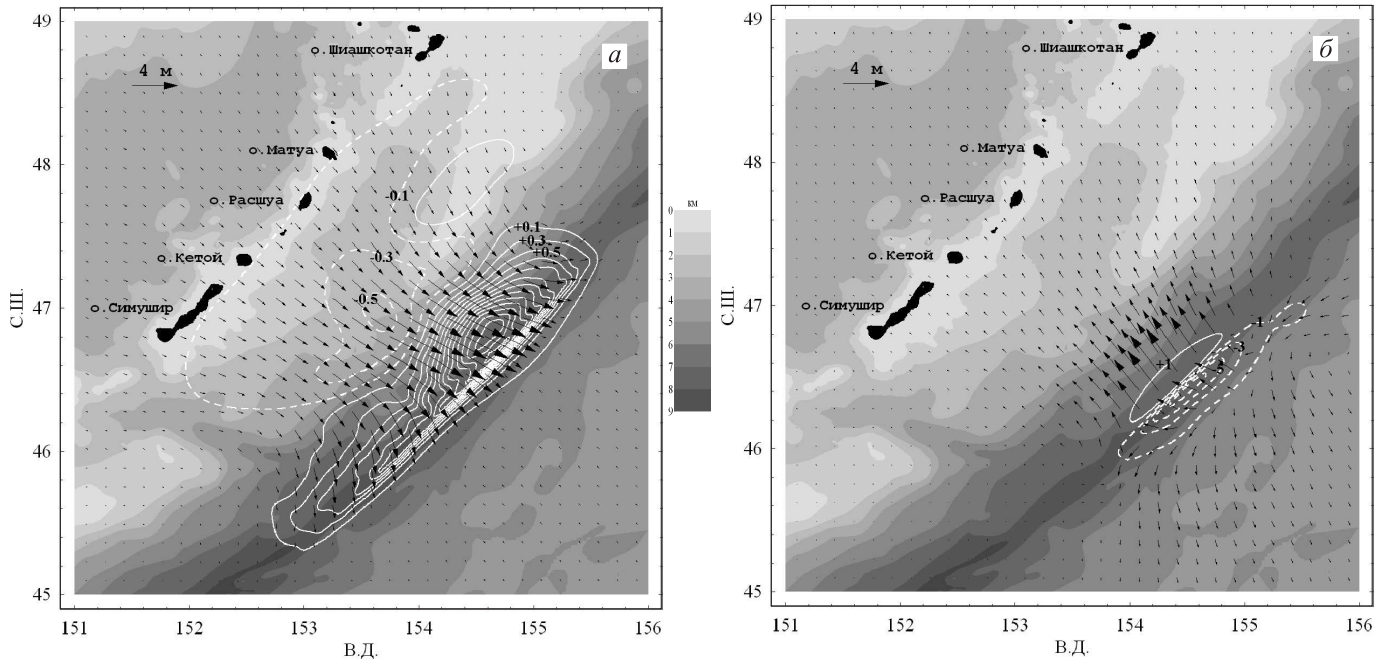 а
4 м
о.Шиашкотан
о.Матуа
о.Расшуа
о.Кетой
о.Симушир
-0.1
+0.1
+0.3
+0.5
-0.3
-0.5
49
48
47
46
45
С.Ш.
151 152 153 154 155 156
В.Д.
км
0
1
2
3
4
5
6
7
8
9
б
4 м
о.Шиашкотан
о.Матуа
о.Расшуа
о.Кетой
о.Симушир
-1
-3
+1
49
48
47
46
45
С.Ш.
151 152 153 154 155 156
В.Д.